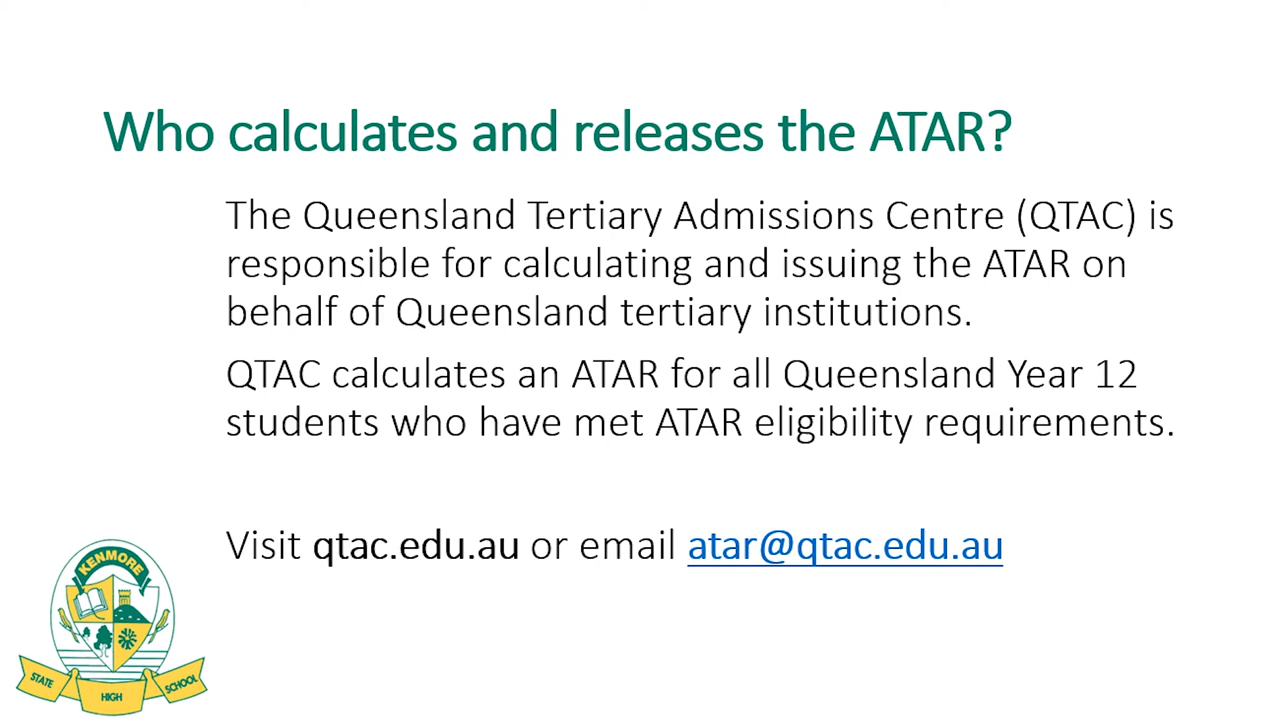 Who calculates and releases the ATAR?
The Queensland Tertiary Admissions Centre (QTAC) is
responsible for calculating and issuing the ATAR on
behalf of Queensland tertiary institutions.
QTAC calculates an ATAR for all Queensland Year 12
students who have met ATAR eligibility requirements.
Visit qtac.edu.au or email atar@qtac.edu.au
KENMORE
STATE HIGH SCHOOL